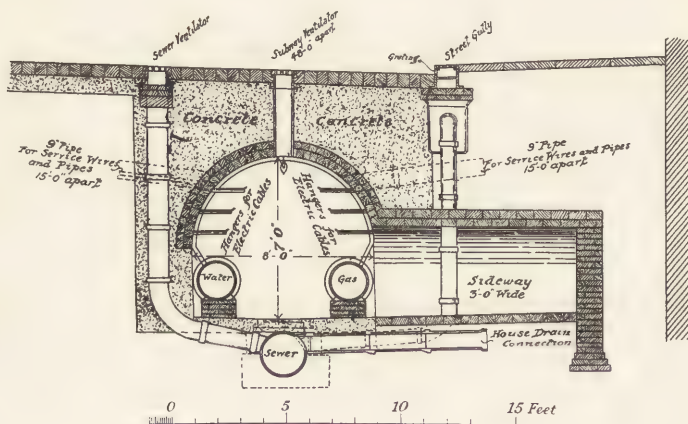 Sewer Ventilator
Subway Ventilator
48'-0" apart
Street Gully
Grating
Concrete
Concrete
9" Pipe
For Service Wires
and Pipes
15'-0" apart
9" Pipe
For Service Wires and Pipes
15'-0" apart
Hangers for
Electric Cables
Hangers for
Electric Cables
7'0"
8'-0"
Water
Gas
Sideway
3'-0" Wide
Sewer
House Drain
Connection
0 5 10 15 Feet